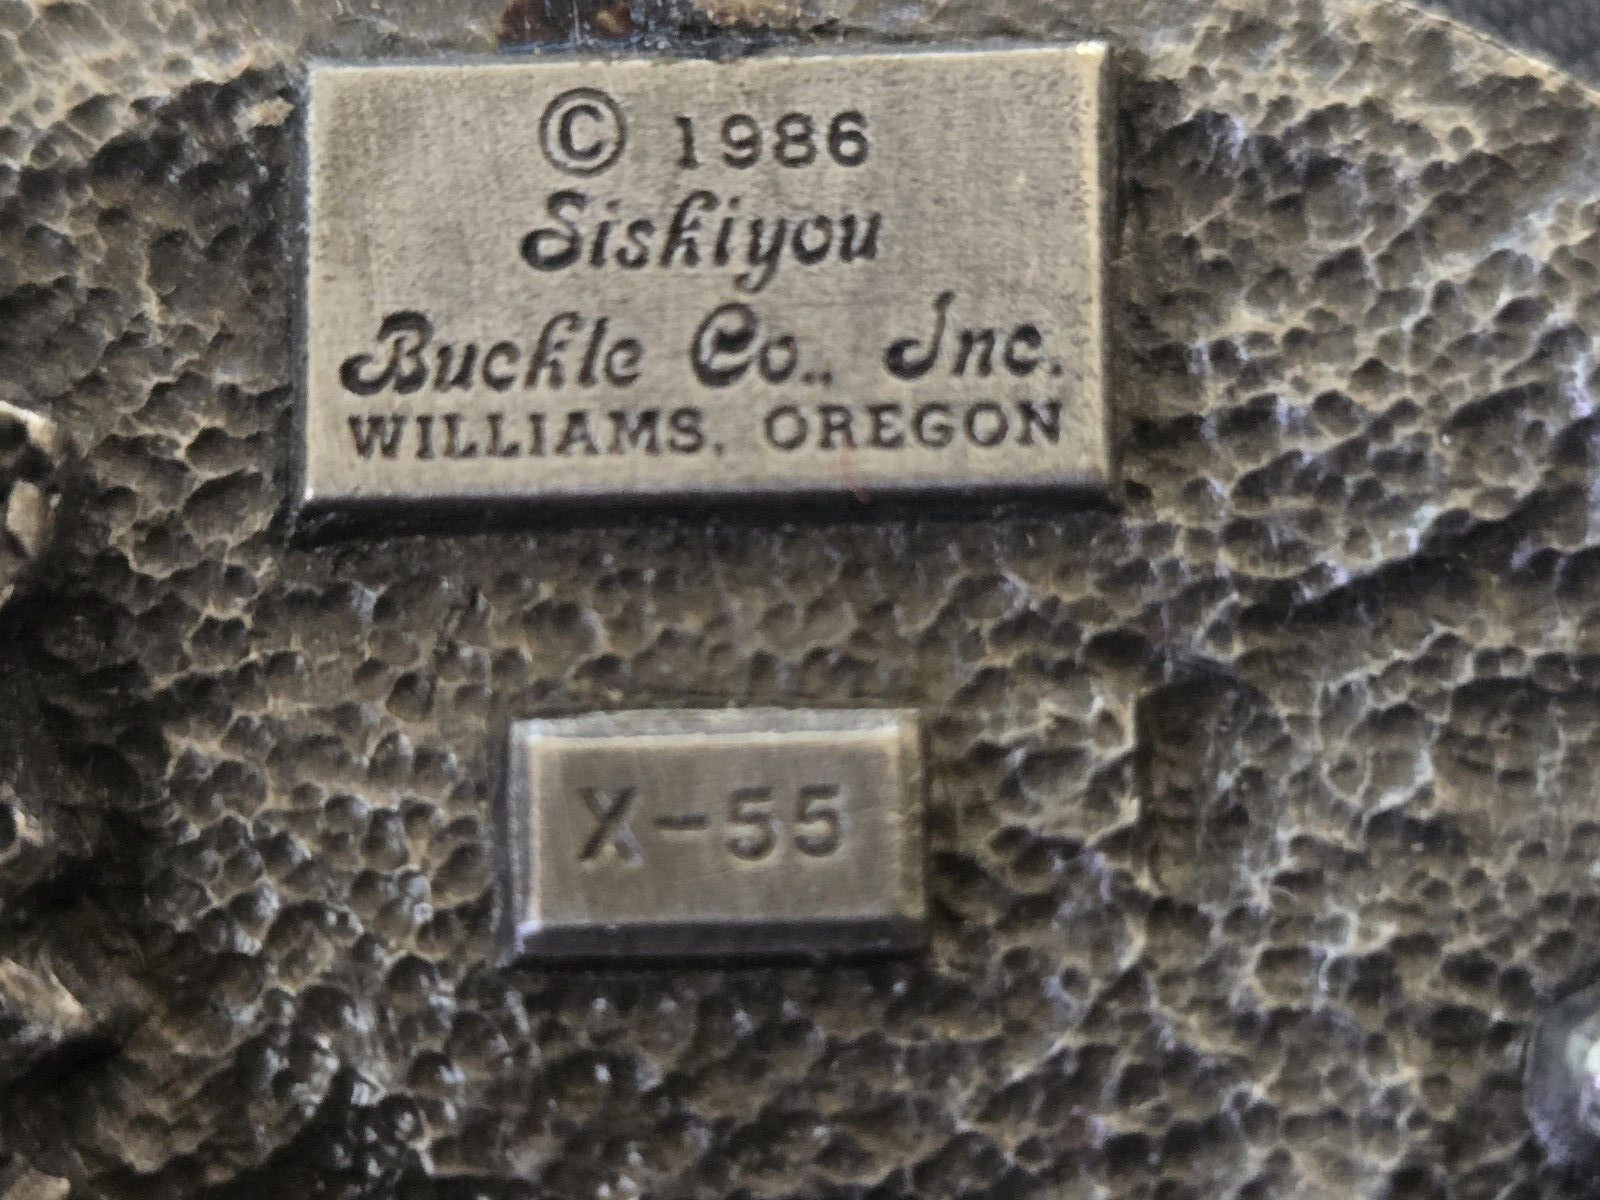 © 1986
Siskiyou
Buckle Co., Inc.
WILLIAMS, OREGON
X-55